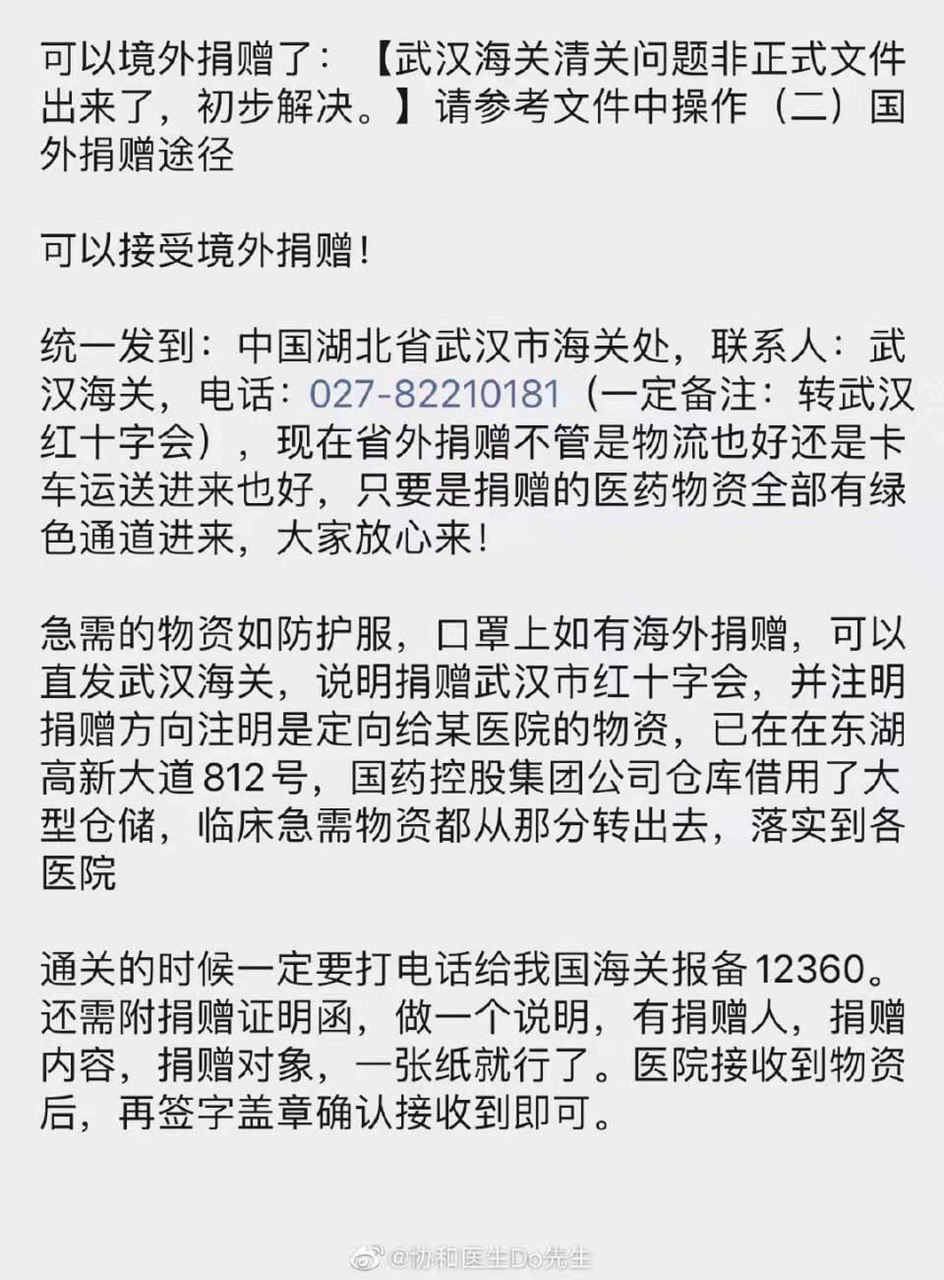 可以境外捐赠了：【武汉海关清关问题非正式文件
出来了，初步解决。】请参考文件中操作（二）国
外捐赠途径
可以接受境外捐赠！
统一发到：中国湖北省武汉市海关处，联系人：武
汉海关，电话：027-82210181（一定备注：转武汉
红十字会），现在省外捐赠不管是物流也好还是卡
车运送进来也好，只要是捐赠的医药物资全部有绿
色通道进来，大家放心来！
急需的物资如防护服，口罩上如有海外捐赠，可以
直发武汉海关，说明捐赠武汉市红十字会，并注明
捐赠方向注明是定向给某医院的物资，已在在东湖
高新大道812号，国药控股集团公司仓库借用了大
型仓储，临床急需物资都从那分转出去，落实到各
医院
通关的时候一定要打电话给我国海关报备12360。
还需附捐赠证明函，做一个说明，有捐赠人，捐赠
内容，捐赠对象，一张纸就行了。医院接收到物资
后，再签字盖章确认接收到即可。
@协和医生Do先生